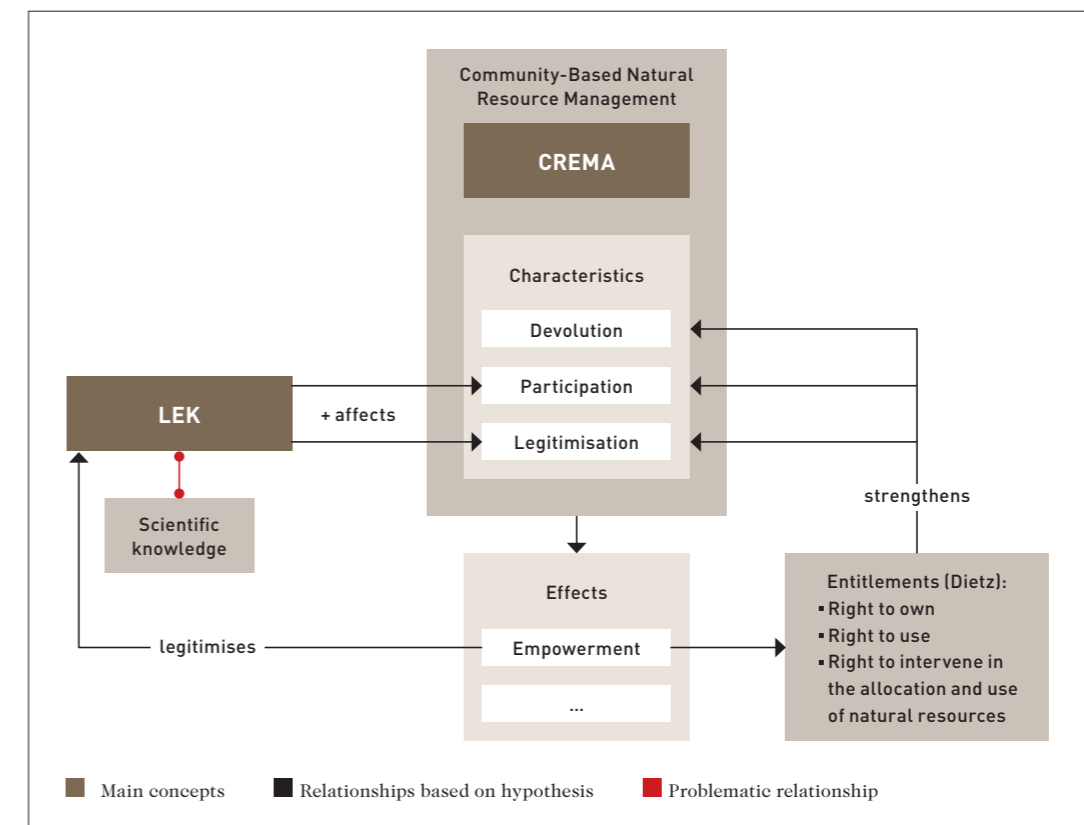 Community-Based Natural
Resource Management
CREMA
Characteristics
Devolution
Participation
Legitimisation
LEK
+ affects
Scientific
knowledge
strengthens
Effects
Empowerment
...
legitimises
Entitlements (Dietz):
▪ Right to own
▪ Right to use
▪ Right to intervene in
the allocation and use
of natural resources
Main concepts
Relationships based on hypothesis
Problematic relationship